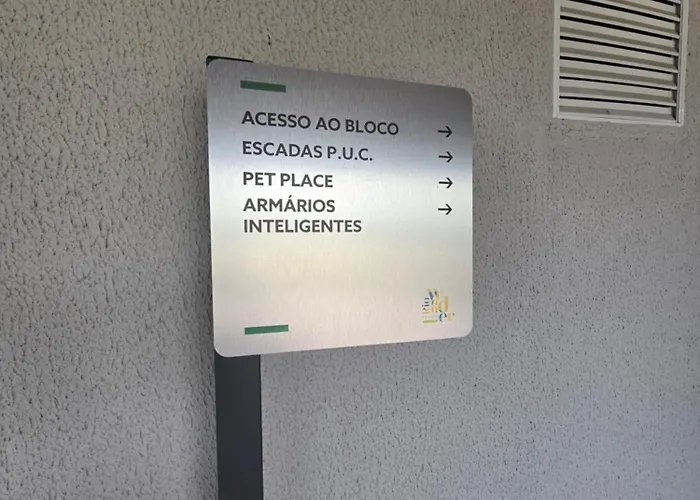 ACESSO AO BLOCO →
ESCADAS P.U.C. →
PET PLACE →
ARMÁRIOS →
INTELIGENTES